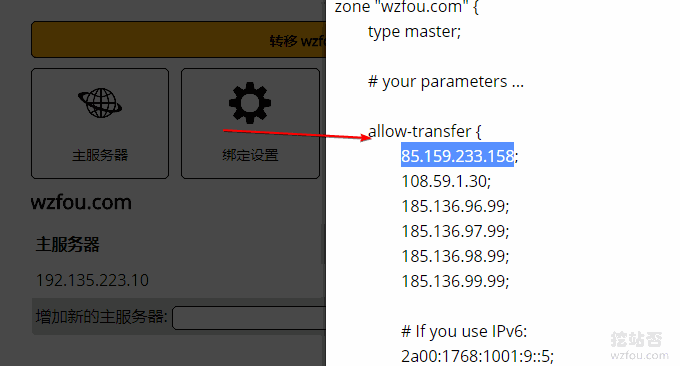 转移 wzfo
主服务器
绑定设置
wzfou.com
主服务器
192.135.223.10
增加新的主服务器:
zone "wzfou.com" {
type master;
# your parameters ...
allow-transfer {
85.159.233.158;
108.59.1.30;
185.136.96.99;
185.136.97.99;
185.136.98.99;
185.136.99.99;
# If you use IPv6:
2a00:1768:1001:9::5;
挖站否
wzfou.com